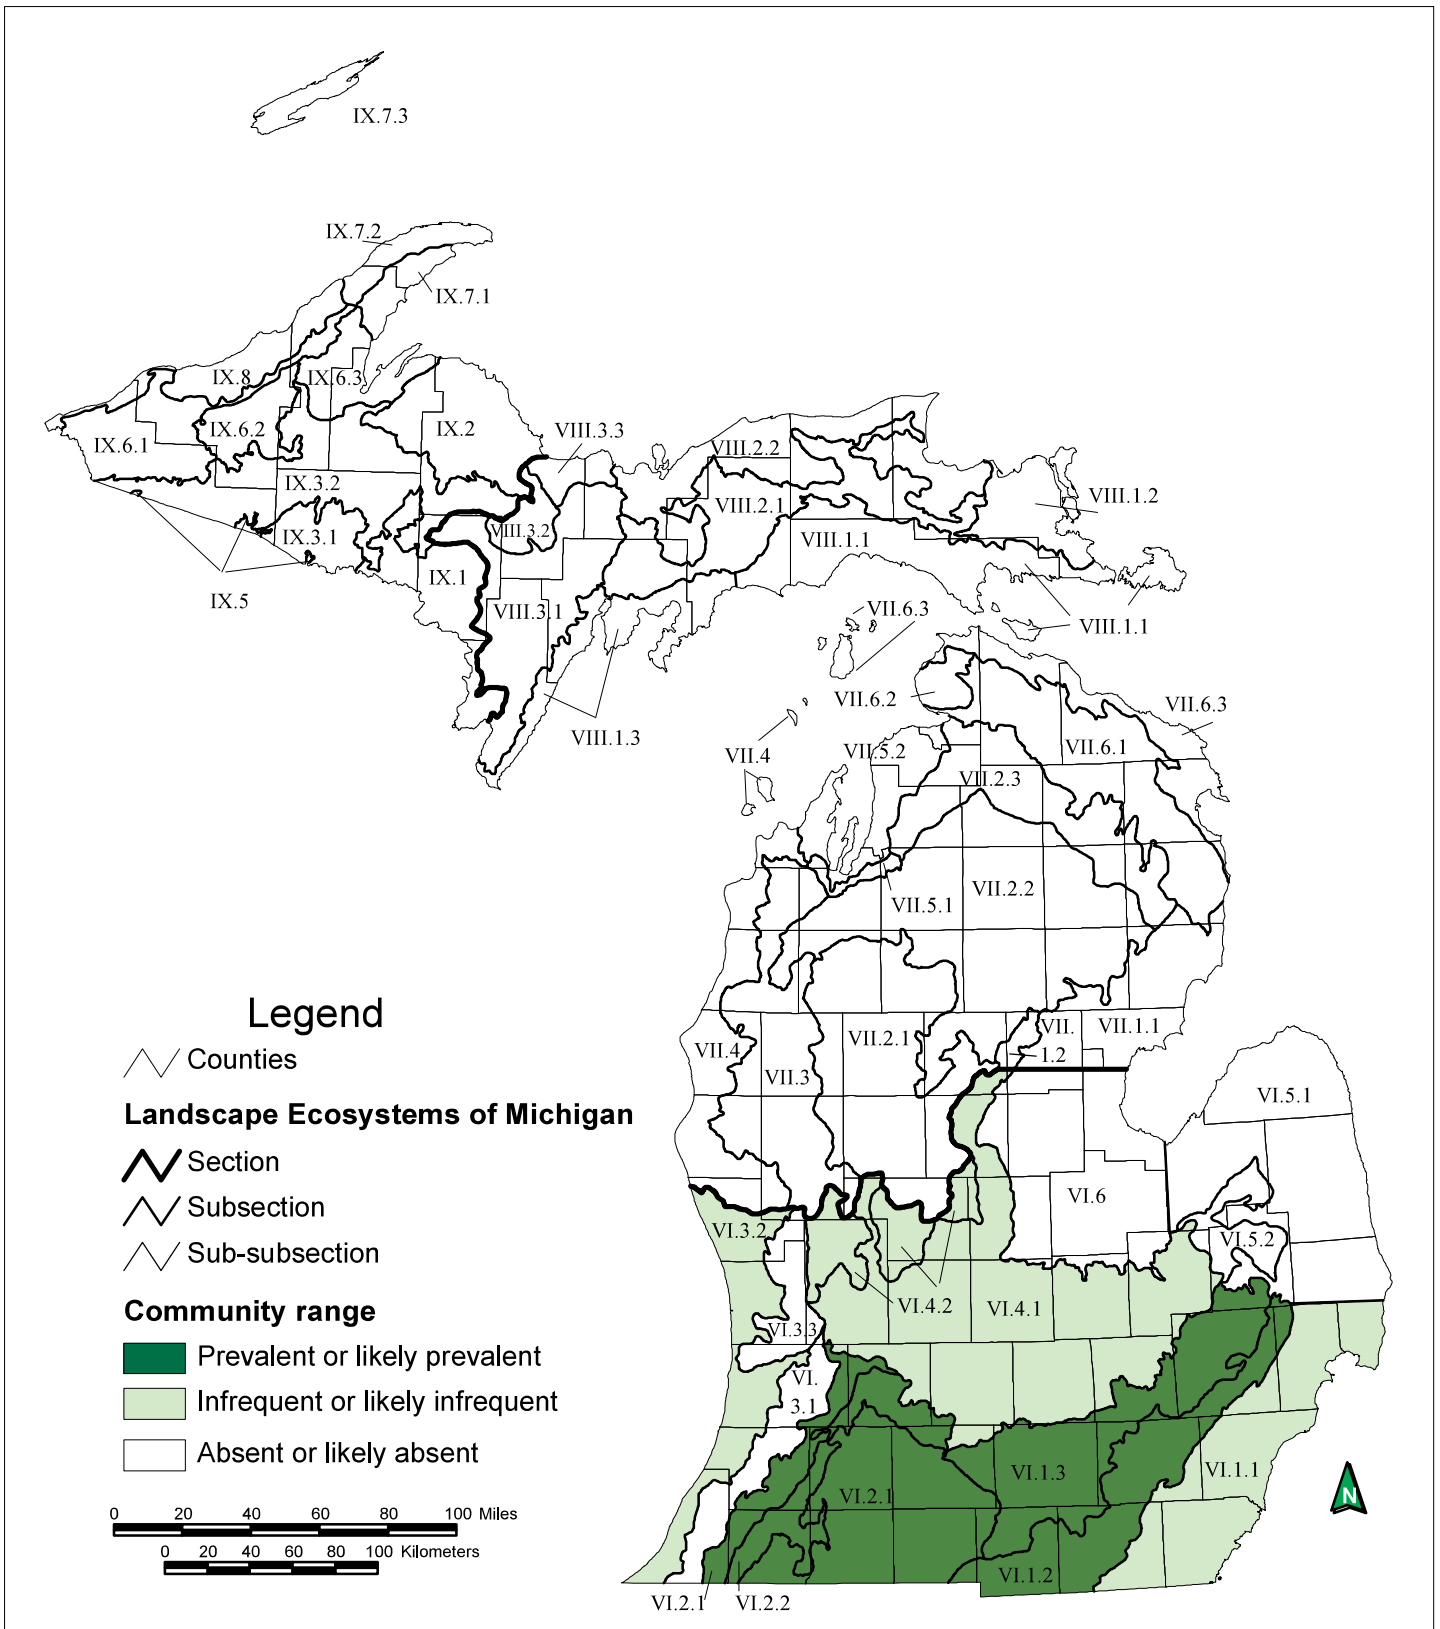 IX.7.3
IX.7.2
IX.7.1
IX.8
IX.6.3
IX.6.1
IX.6.2
IX.2
VIII.3.3
VIII.2.2
IX.3.2
VIII.2.1
VIII.1.2
IX.3.1
VIII.3.2
VIII.1.1
IX.1
IX.5
VIII.3.1
VII.6.3
VIII.1.1
VII.6.2
VII.6.3
VIII.1.3
VII.4
VII.5.2
VII.6.1
VII.2.3
VII.5.1
VII.2.2
VII.4
VII.3
VII.2.1
VII.
1.2
VII.1.1
VI.5.1
VI.6
VI.3.2
VI.5.2
VI.4.2
VI.4.1
VI.3.3
VI.
3.1
VI.2.1
VI.1.3
VI.1.1
VI.1.2
VI.2.1
VI.2.2
Legend
Counties
Landscape Ecosystems of Michigan
Section
Subsection
Sub-subsection
Community range
Prevalent or likely prevalent
Infrequent or likely infrequent
Absent or likely absent
0 20 40 60 80 100 Miles
0 20 40 60 80 100 Kilometers
N